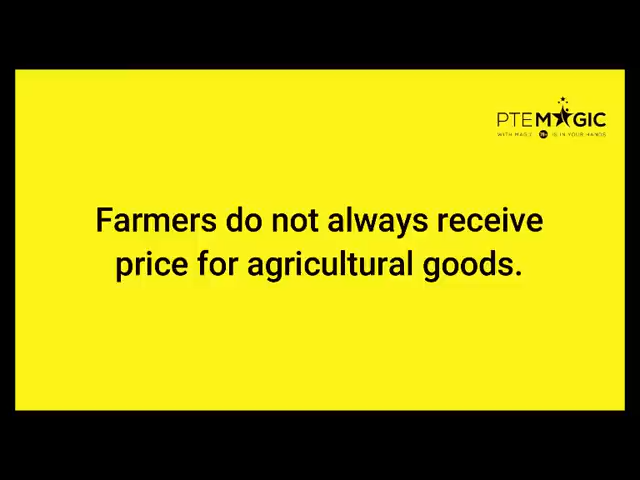 PTEMAGIC
Farmers do not always receive
price for agricultural goods.